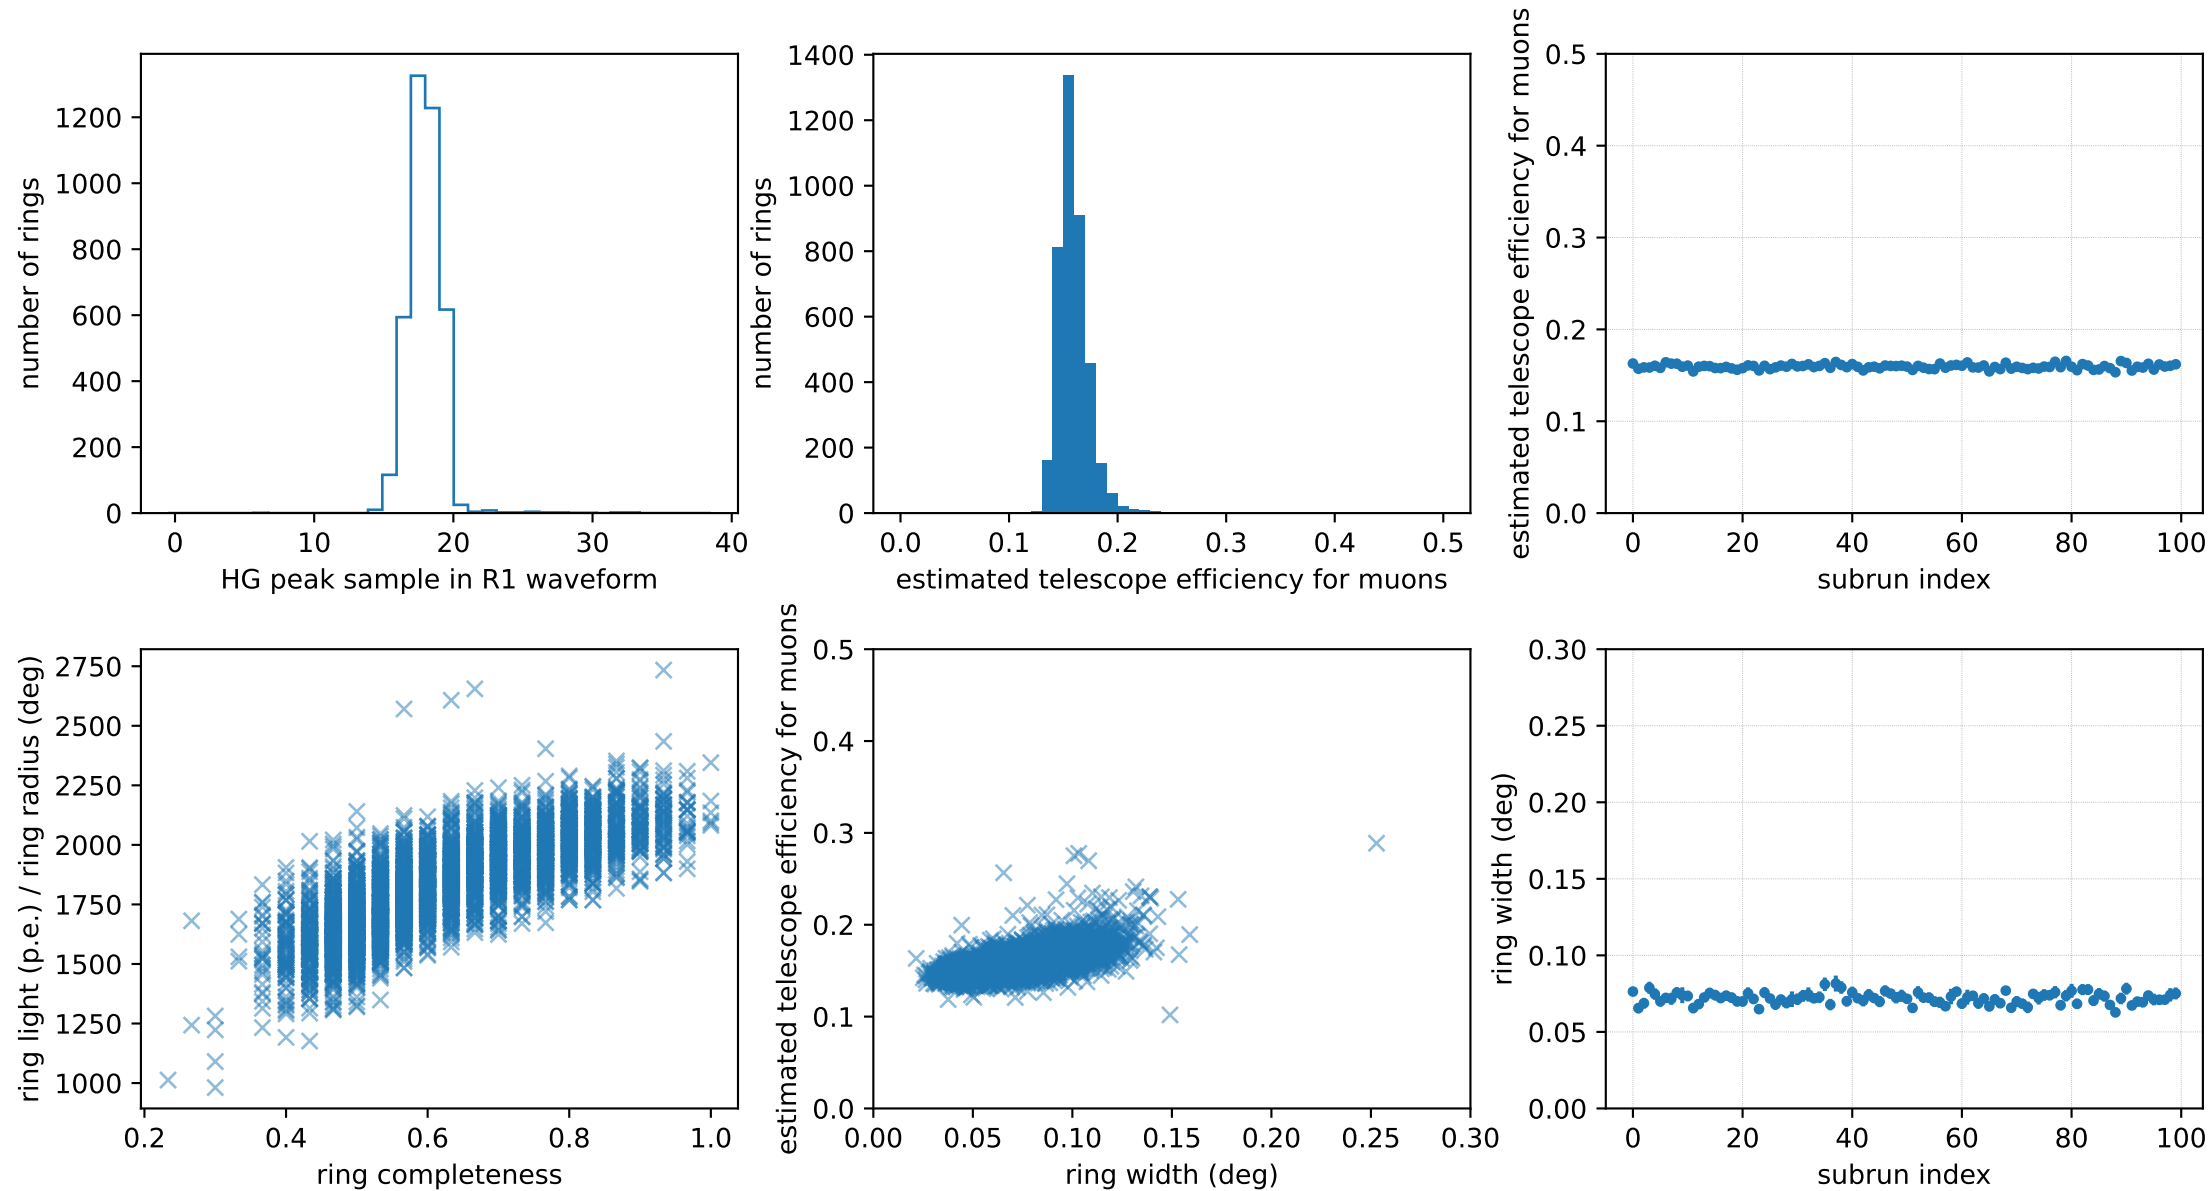 number of rings
1200
1000
800
600
400
200
0
0 10 20 30 40
HG peak sample in R1 waveform
number of rings
1400
1200
1000
800
600
400
200
0
0.0 0.1 0.2 0.3 0.4 0.5
estimated telescope efficiency for muons
estimated telescope efficiency for muons
0.5
0.4
0.3
0.2
0.1
0.0
0 20 40 60 80 100
subrun index
ring light (p.e.) / ring radius (deg)
2750
2500
2250
2000
1750
1500
1250
1000
0.2 0.4 0.6 0.8 1.0
ring completeness
estimated telescope efficiency for muons
0.5
0.4
0.3
0.2
0.1
0.0
0.00 0.05 0.10 0.15 0.20 0.25 0.30
ring width (deg)
ring width (deg)
0.30
0.25
0.20
0.15
0.10
0.05
0.00
0 20 40 60 80 100
subrun index